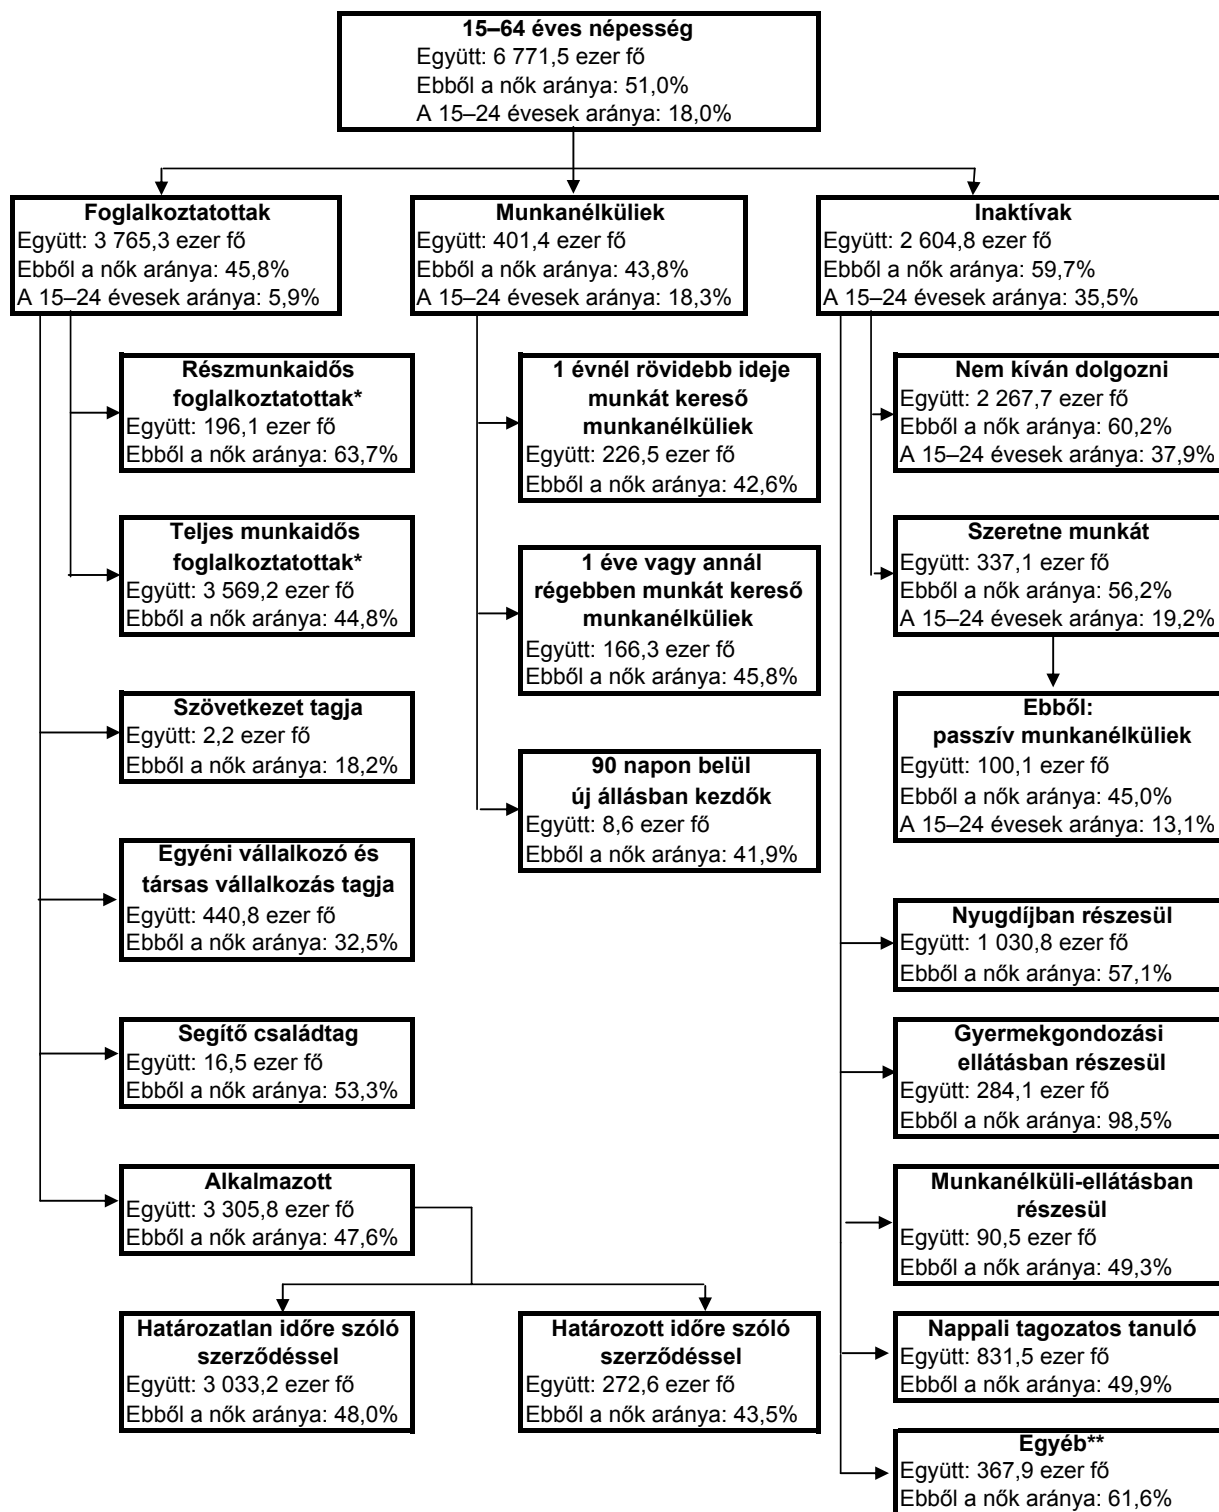 15–64 éves népesség
Együtt: 6 771,5 ezer fő
Ebből a nők aránya: 51,0%
A 15–24 évesek aránya: 18,0%
Foglalkoztatottak
Együtt: 3 765,3 ezer fő
Ebből a nők aránya: 45,8%
A 15–24 évesek aránya: 5,9%
Részmunkaidős
foglalkoztatottak*
Együtt: 196,1 ezer fő
Ebből a nők aránya: 63,7%
Teljes munkaidős
foglalkoztatottak*
Együtt: 3 569,2 ezer fő
Ebből a nők aránya: 44,8%
Szövetkezet tagja
Együtt: 2,2 ezer fő
Ebből a nők aránya: 18,2%
Egyéni vállalkozó és
társas vállalkozás tagja
Együtt: 440,8 ezer fő
Ebből a nők aránya: 32,5%
Segítő családtag
Együtt: 16,5 ezer fő
Ebből a nők aránya: 53,3%
Alkalmazott
Együtt: 3 305,8 ezer fő
Ebből a nők aránya: 47,6%
Határozatlan időre szóló
szerződéssel
Együtt: 3 033,2 ezer fő
Ebből a nők aránya: 48,0%
Határozott időre szóló
szerződéssel
Együtt: 272,6 ezer fő
Ebből a nők aránya: 43,5%
Munkanélküliek
Együtt: 401,4 ezer fő
Ebből a nők aránya: 43,8%
A 15–24 évesek aránya: 18,3%
1 évnél rövidebb ideje
munkát kereső
munkanélküliek
Együtt: 226,5 ezer fő
Ebből a nők aránya: 42,6%
1 éve vagy annál
régebben munkát kereső
munkanélküliek
Együtt: 166,3 ezer fő
Ebből a nők aránya: 45,8%
90 napon belül
új állásban kezdők
Együtt: 8,6 ezer fő
Ebből a nők aránya: 41,9%
Inaktívak
Együtt: 2 604,8 ezer fő
Ebből a nők aránya: 59,7%
A 15–24 évesek aránya: 35,5%
Nem kíván dolgozni
Együtt: 2 267,7 ezer fő
Ebből a nők aránya: 60,2%
A 15–24 évesek aránya: 37,9%
Szeretne munkát
Együtt: 337,1 ezer fő
Ebből a nők aránya: 56,2%
A 15–24 évesek aránya: 19,2%
Ebből:
passzív munkanélküliek
Együtt: 100,1 ezer fő
Ebből a nők aránya: 45,0%
A 15–24 évesek aránya: 13,1%
Nyugdíjban részesül
Együtt: 1 030,8 ezer fő
Ebből a nők aránya: 57,1%
Gyermekgondozási
ellátásban részesül
Együtt: 284,1 ezer fő
Ebből a nők aránya: 98,5%
Munkanélküli-ellátásban
részesül
Együtt: 90,5 ezer fő
Ebből a nők aránya: 49,3%
Nappali tagozatos tanuló
Együtt: 831,5 ezer fő
Ebből a nők aránya: 49,9%
Egyéb**
Együtt: 367,9 ezer fő
Ebből a nők aránya: 61,6%